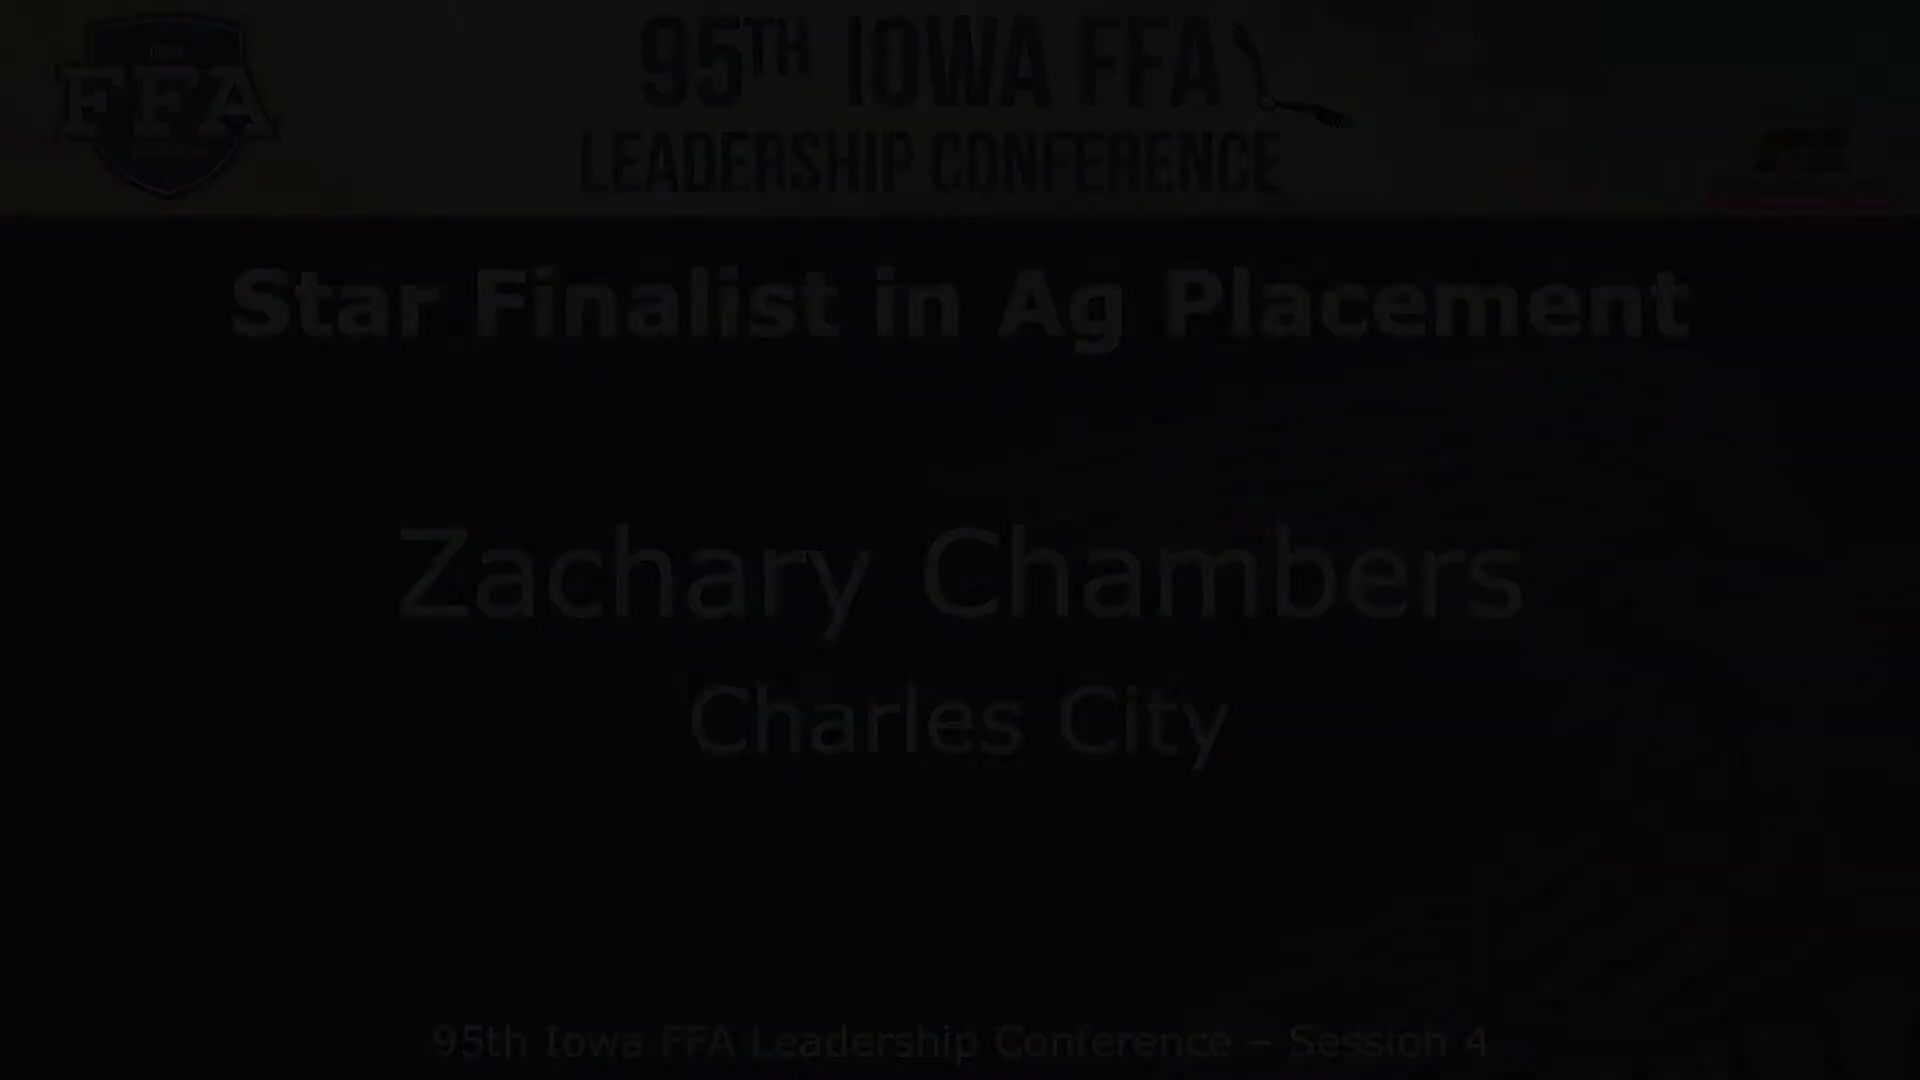 FFA
95TH IOWA FFA
LEADERSHIP CONFERENCE
Star Finalist in Ag Placement
Zachary Chambers
Charles City
95th Iowa FFA Leadership Conference – Session 4